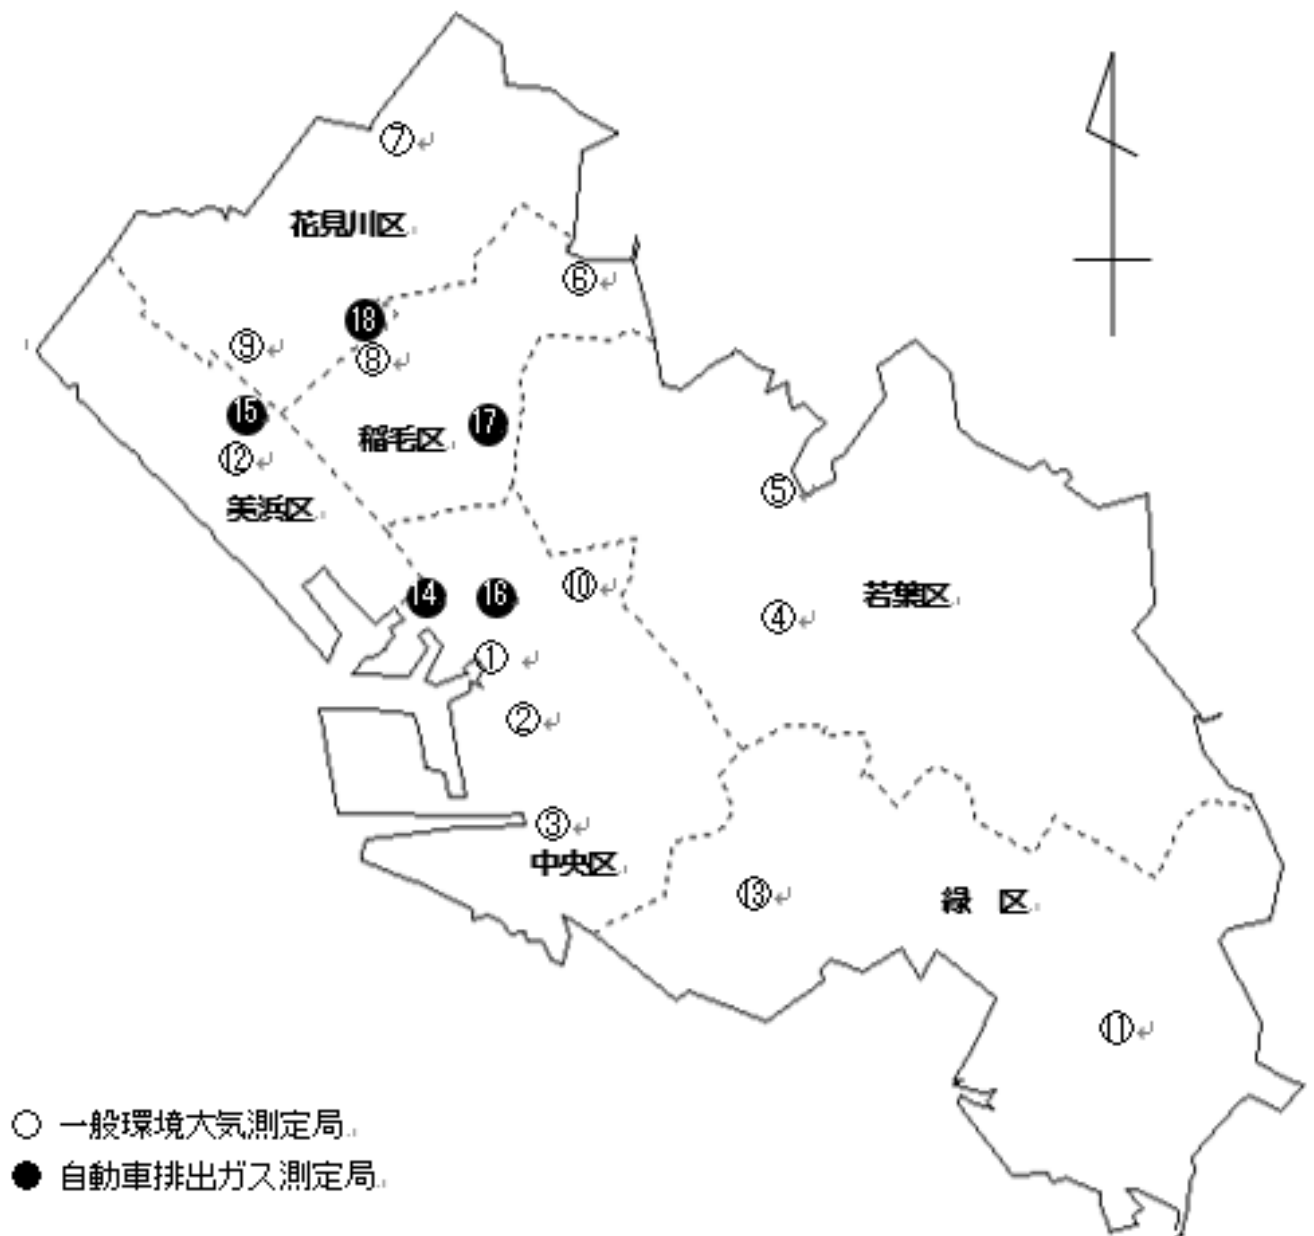 ⑦
花見川区
⑥
18
⑨
⑧
15
17
稲毛区
⑫
⑤
美浜区
⑩
若葉区
14
16
④
①
②
③
中央区
⑬
緑　区
⑪
○ 一般環境大気測定局
● 自動車排出ガス測定局